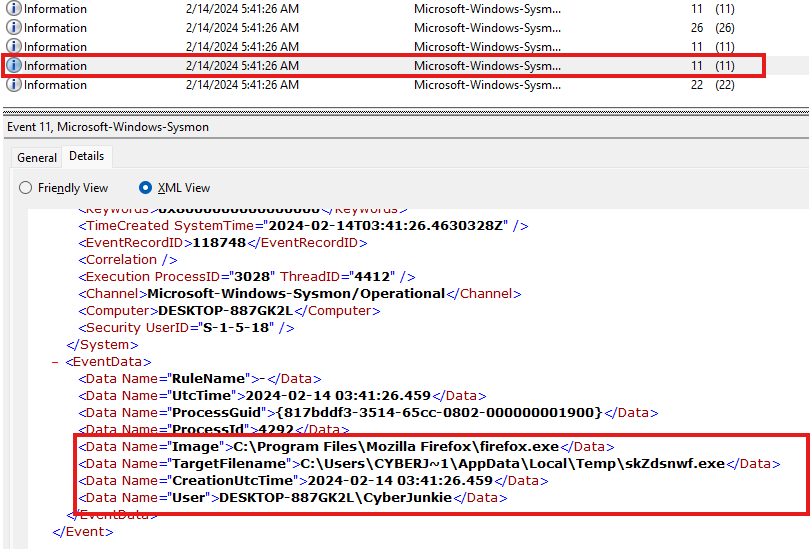 Information 2/14/2024 5:41:26 AM Microsoft-Windows-Sysm... 11 (11)
Information 2/14/2024 5:41:26 AM Microsoft-Windows-Sysm... 26 (26)
Information 2/14/2024 5:41:26 AM Microsoft-Windows-Sysm... 11 (11)
Information 2/14/2024 5:41:26 AM Microsoft-Windows-Sysm... 11 (11)
Information 2/14/2024 5:41:26 AM Microsoft-Windows-Sysm... 22 (22)
Event 11, Microsoft-Windows-Sysmon
General Details
Friendly View XML View
<Keywords>0x8000000000000000</Keywords>
<TimeCreated SystemTime="2024-02-14T03:41:26.4630328Z" />
<EventRecordID>118748</EventRecordID>
<Correlation />
<Execution ProcessID="3028" ThreadID="4412" />
<Channel>Microsoft-Windows-Sysmon/Operational</Channel>
<Computer>DESKTOP-887GK2L</Computer>
<Security UserID="S-1-5-18" />
</System>
- <EventData>
<Data Name="RuleName">-</Data>
<Data Name="UtcTime">2024-02-14 03:41:26.459</Data>
<Data Name="ProcessGuid">{817bddf3-3514-65cc-0802-000000001900}</Data>
<Data Name="ProcessId">4292</Data>
<Data Name="Image">C:\Program Files\Mozilla Firefox\firefox.exe</Data>
<Data Name="TargetFilename">C:\Users\CYBERJ~1\AppData\Local\Temp\skZdsnwf.exe</Data>
<Data Name="CreationUtcTime">2024-02-14 03:41:26.459</Data>
<Data Name="User">DESKTOP-887GK2L\CyberJunkie</Data>
</EventData>
</Event>